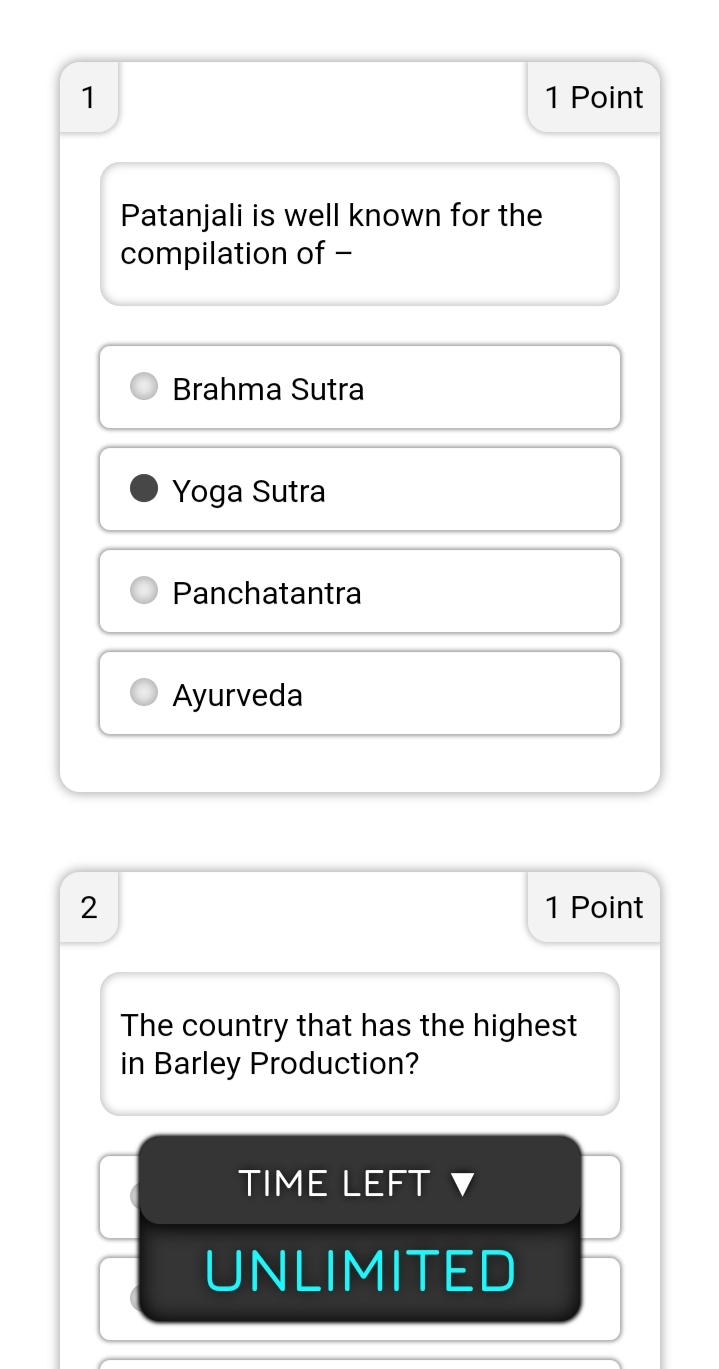 1
1 Point
Patanjali is well known for the
compilation of –
Brahma Sutra
Yoga Sutra
Panchatantra
Ayurveda
2
1 Point
The country that has the highest
in Barley Production?
TIME LEFT ▼
UNLIMITED